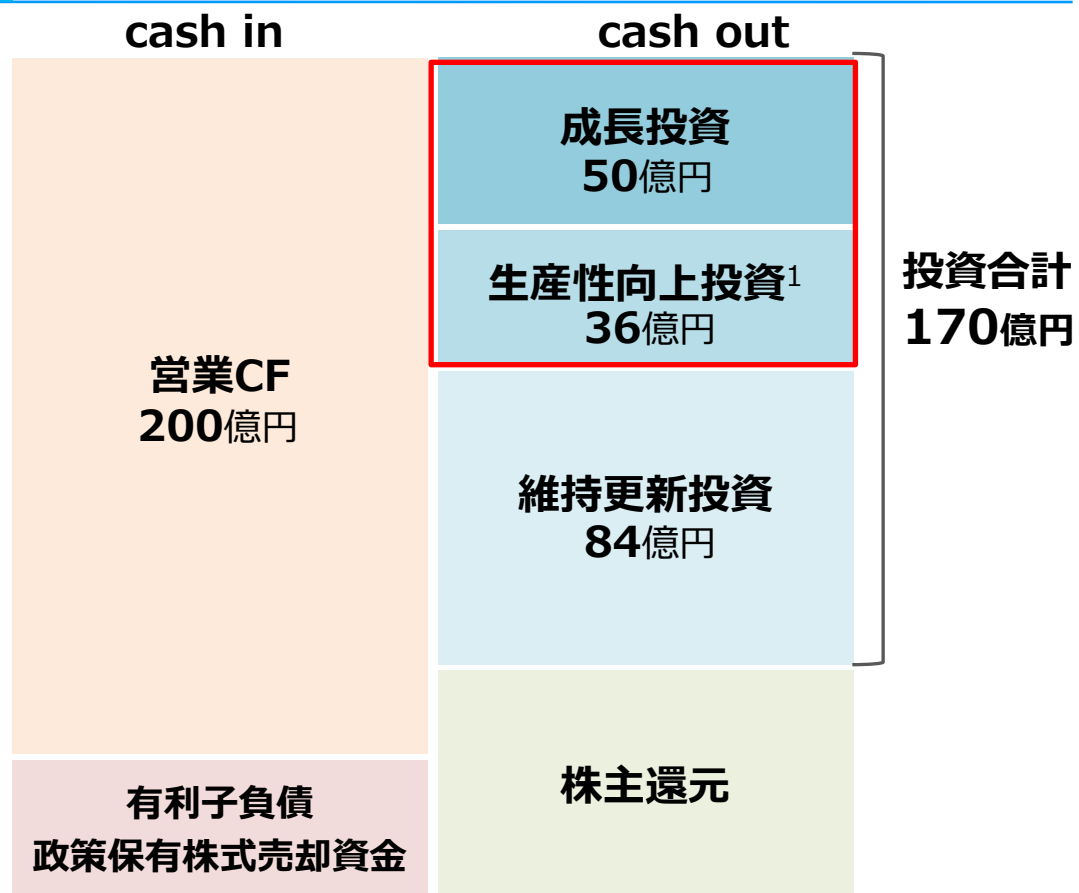 cash in
cash out
成長投資
50億円
生産性向上投資1
36億円
投資合計
170億円
営業CF
200億円
維持更新投資
84億円
株主還元
有利子負債
政策保有株式売却資金